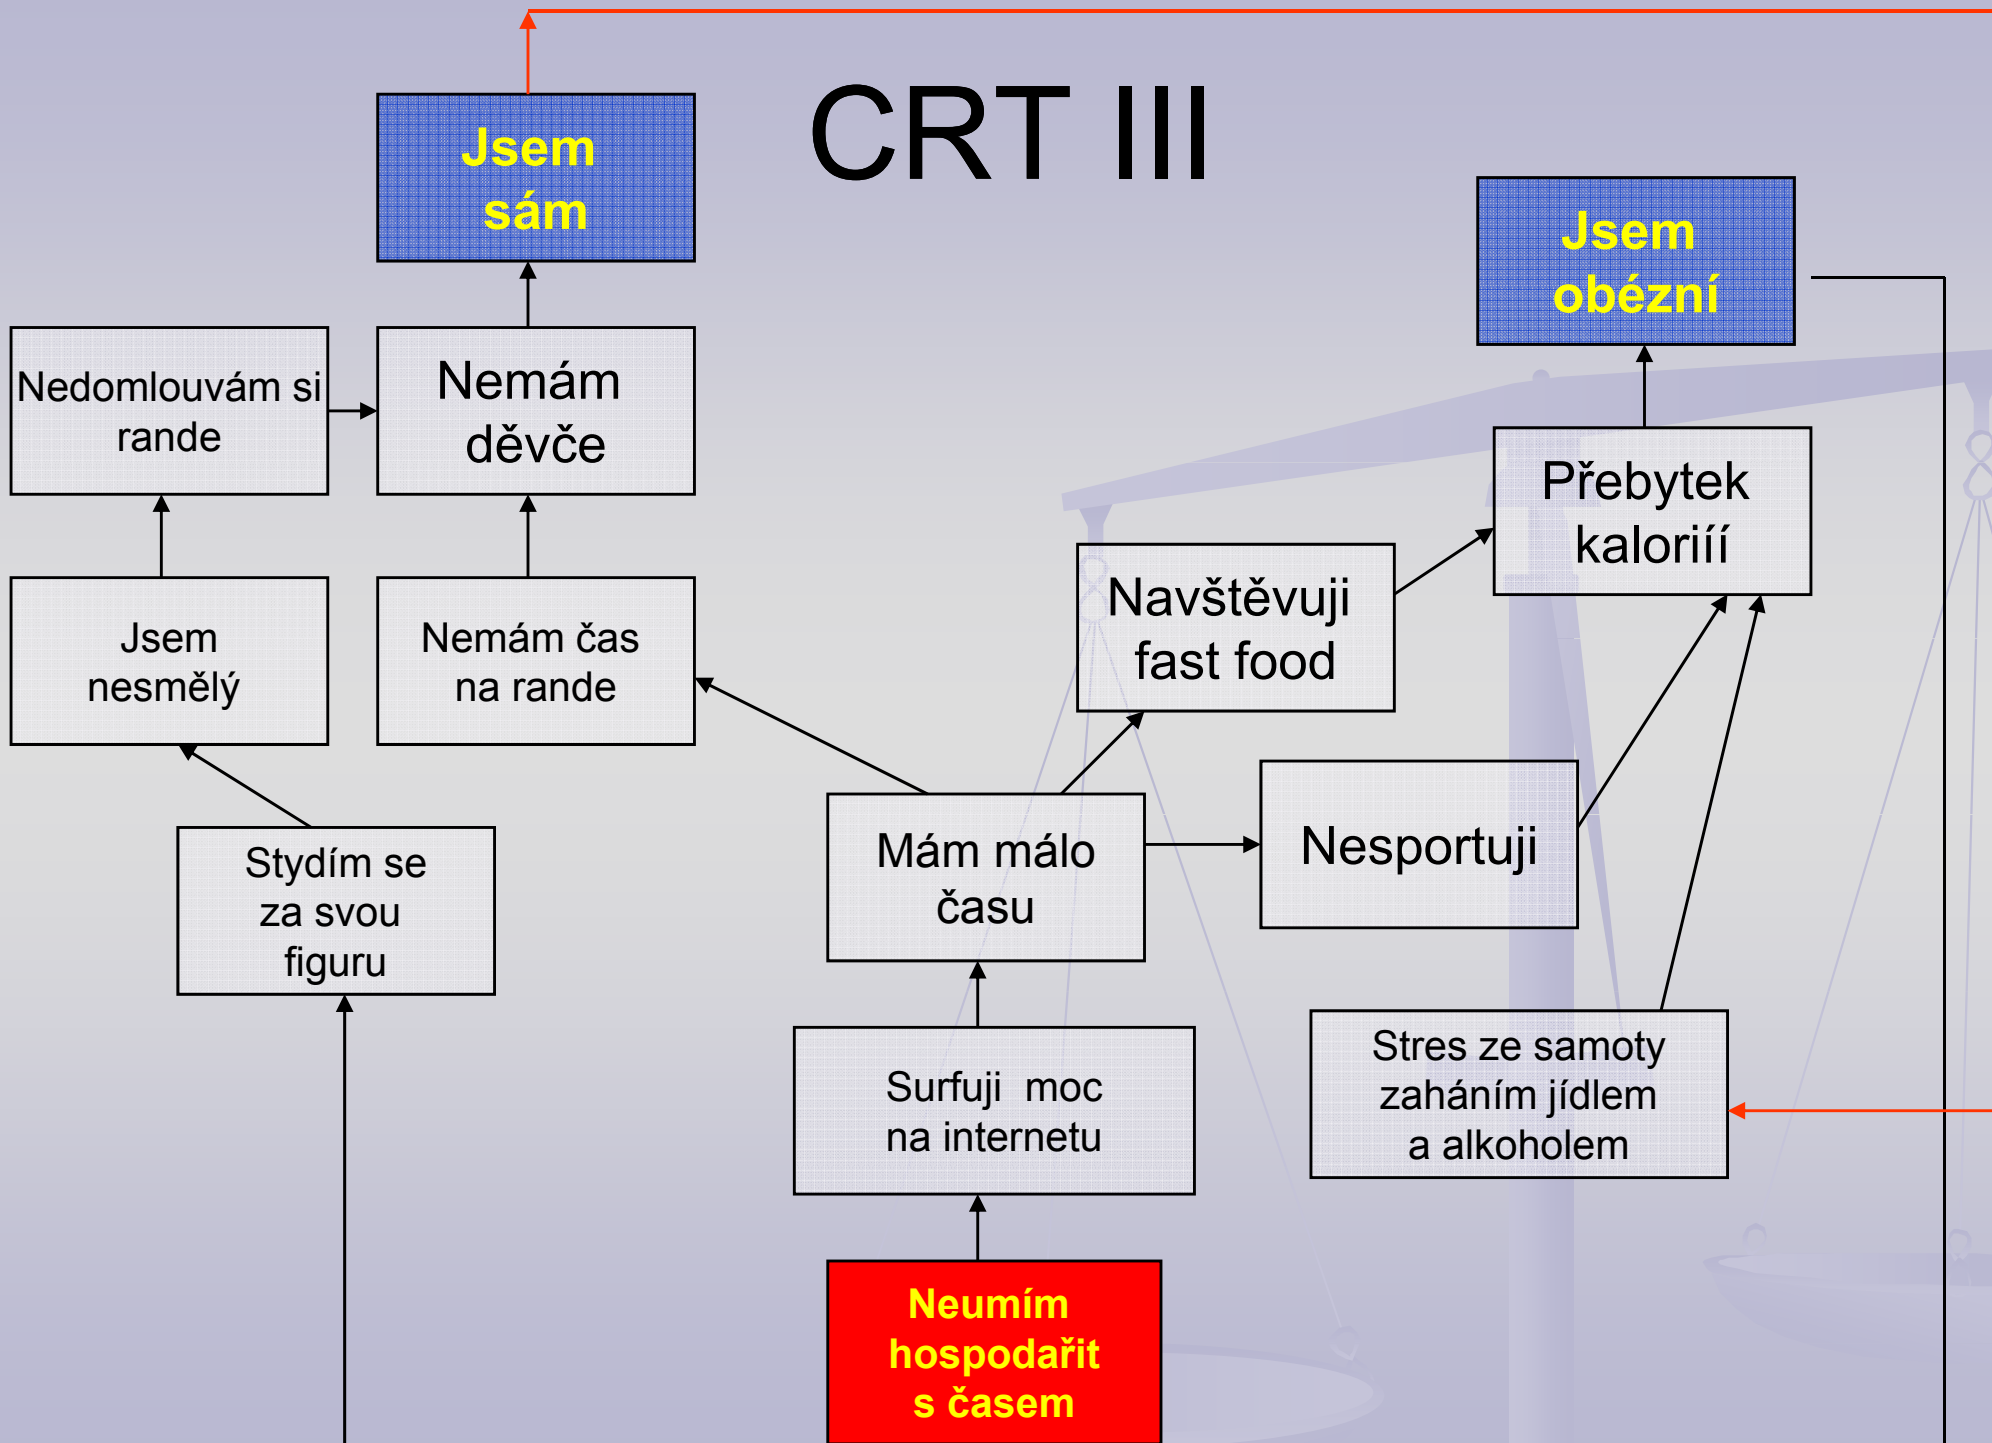 CRT III
Jsem
sám
Jsem
obézní
Nedomlouvám si
rande
Nemám
děvče
Přebytek
kaloriíí
Navštěvuji
fast food
Jsem
nesmělý
Nemám čas
na rande
Nesportuji
Mám málo
času
Stydím se
za svou
figuru
Surfuji  moc
na internetu
Stres ze samoty
zaháním jídlem
a alkoholem
Neumím
hospodařit
s časem